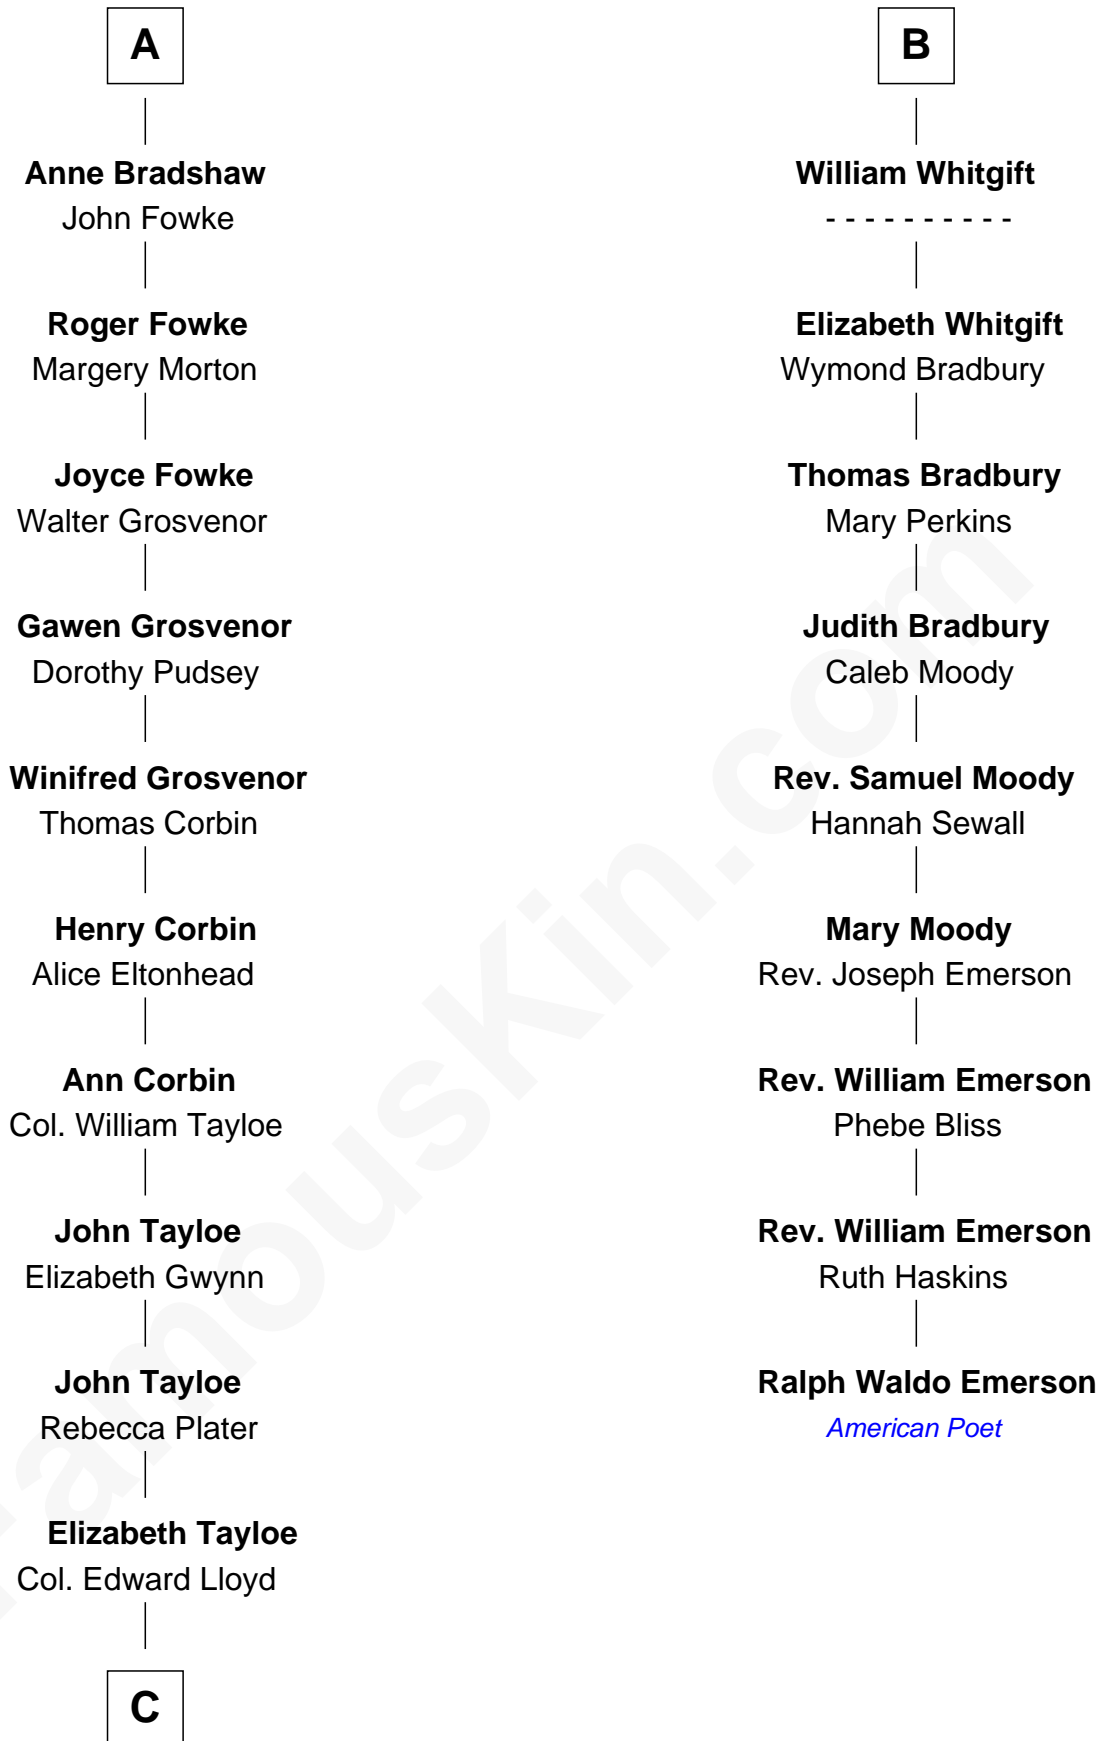 A
Anne Bradshaw
John Fowke
Roger Fowke
Margery Morton
Joyce Fowke
Walter Grosvenor
Gawen Grosvenor
Dorothy Pudsey
Winifred Grosvenor
Thomas Corbin
Henry Corbin
Alice Eltonhead
Ann Corbin
Col. William Tayloe
John Tayloe
Elizabeth Gwynn
John Tayloe
Rebecca Plater
Elizabeth Tayloe
Col. Edward Lloyd
C
B
William Whitgift
- - - - - - - - - -
Elizabeth Whitgift
Wymond Bradbury
Thomas Bradbury
Mary Perkins
Judith Bradbury
Caleb Moody
Rev. Samuel Moody
Hannah Sewall
Mary Moody
Rev. Joseph Emerson
Rev. William Emerson
Phebe Bliss
Rev. William Emerson
Ruth Haskins
Ralph Waldo Emerson
American Poet
FamousKin.com